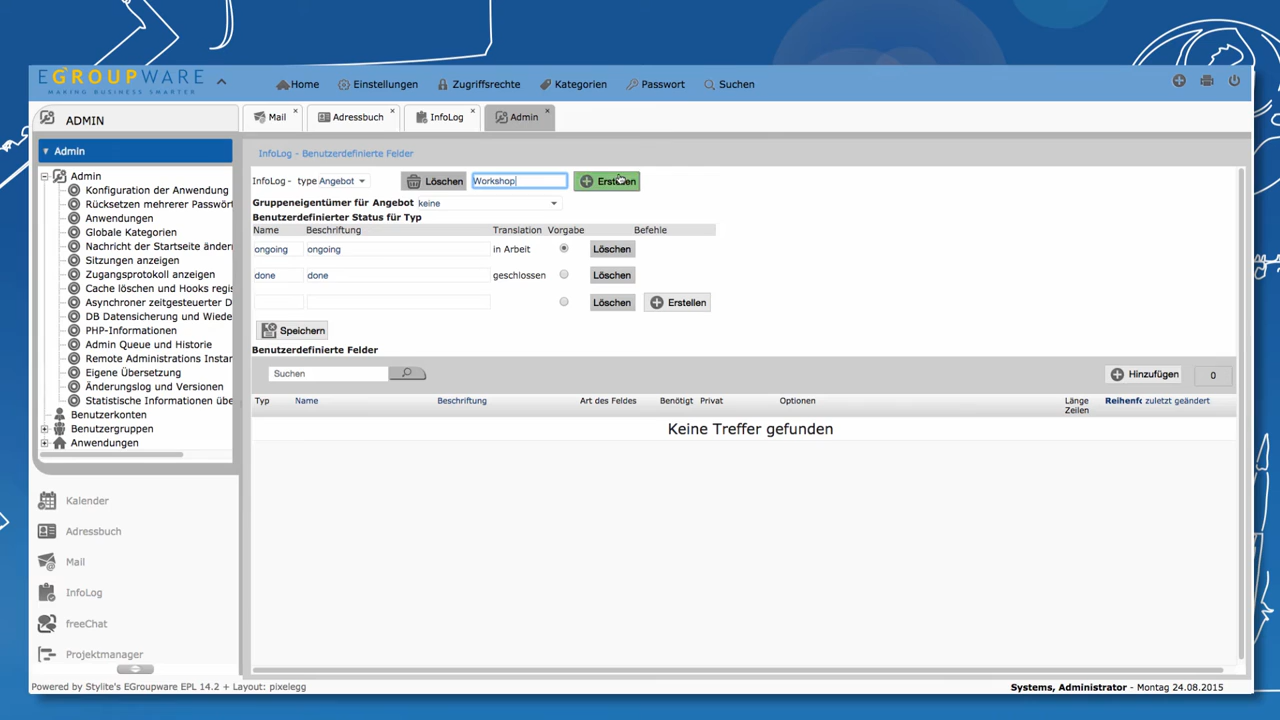 EGROUPWARE
MAKING BUSINESS SMARTER
Home Einstellungen Zugriffsrechte Kategorien Passwort Suchen
ADMIN
Mail x Adressbuch x InfoLog x Admin x
Admin
Admin
Konfiguration der Anwendung
Rücksetzen mehrerer Passwört
Anwendungen
Globale Kategorien
Nachricht der Startseite änder
Sitzungen anzeigen
Zugangsprotokoll anzeigen
Cache löschen und Hooks regis
Asynchroner zeitgesteuerter D
DB Datensicherung und Wiede
PHP-Informationen
Admin Queue und Historie
Remote Administrations Instan
Eigene Übersetzung
Änderungslog und Versionen
Statistische Informationen übe
Benutzerkonten
Benutzergruppen
Anwendungen
Kalender
Adressbuch
Mail
InfoLog
freeChat
Projektmanager
InfoLog - Benutzerdefinierte Felder
InfoLog - type Angebot Löschen Workshop Erstellen
Gruppeneigentümer für Angebot keine
Benutzerdefinierter Status für Typ
Name Beschriftung Translation Vorgabe Befehle
ongoing ongoing in Arbeit Löschen
done done geschlossen Löschen
Löschen Erstellen
Speichern
Benutzerdefinierte Felder
Suchen Hinzufügen 0
Typ Name Beschriftung Art des Feldes Benötigt Privat Optionen Länge Reihenfo zuletzt geändert
Zeilen
Keine Treffer gefunden
Powered by Stylite's EGroupware EPL 14.2 + Layout: pixelegg
Systems, Administrator - Montag 24.08.2015